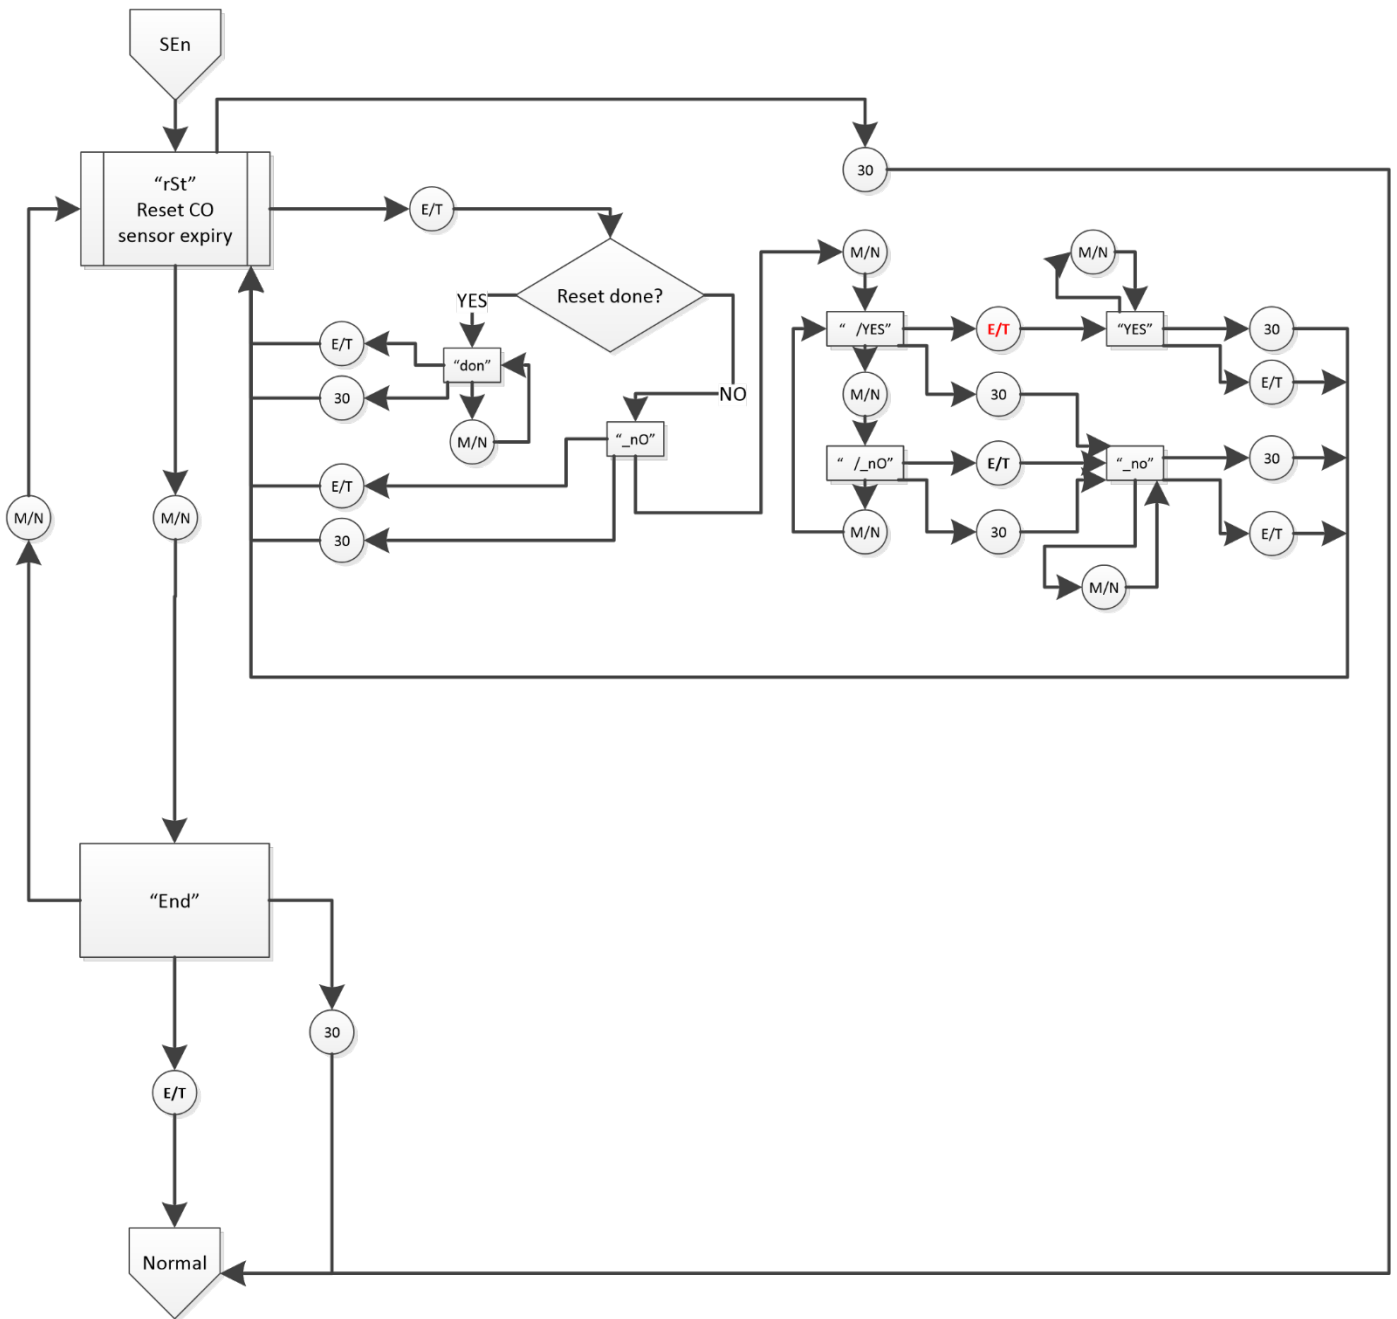 SEn
30
“rSt”
Reset CO
sensor expiry
E/T
M/N
M/N
Reset done?
YES
NO
“ /YES”
E/T
“YES”
30
E/T
“don”
E/T
30
M/N
M/N
30
“_nO”
“ /_nO”
E/T
“_no”
30
E/T
30
M/N
30
E/T
M/N
M/N
M/N
“End”
30
E/T
Normal